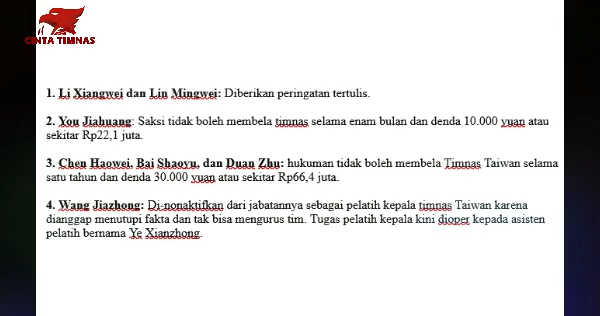 CINTA TIMNAS
1. Li Xiangwei dan Lin Mingwei: Diberikan peringatan tertulis.
2. You Jiahuang: Saksi tidak boleh membela timnas selama enam bulan dan denda 10.000 yuan atau
sekitar Rp22,1 juta.
3. Chen Haowei, Bai Shaoyu, dan Duan Zhu: hukuman tidak boleh membela Timnas Taiwan selama
satu tahun dan denda 30.000 yuan atau sekitar Rp66,4 juta.
4. Wang Jiazhong: Di-nonaktifkan dari jabatannya sebagai pelatih kepala timnas Taiwan karena
dianggap menutupi fakta dan tak bisa mengurus tim. Tugas pelatih kepala kini dioper kepada asisten
pelatih bernama Ye Xianzhong.